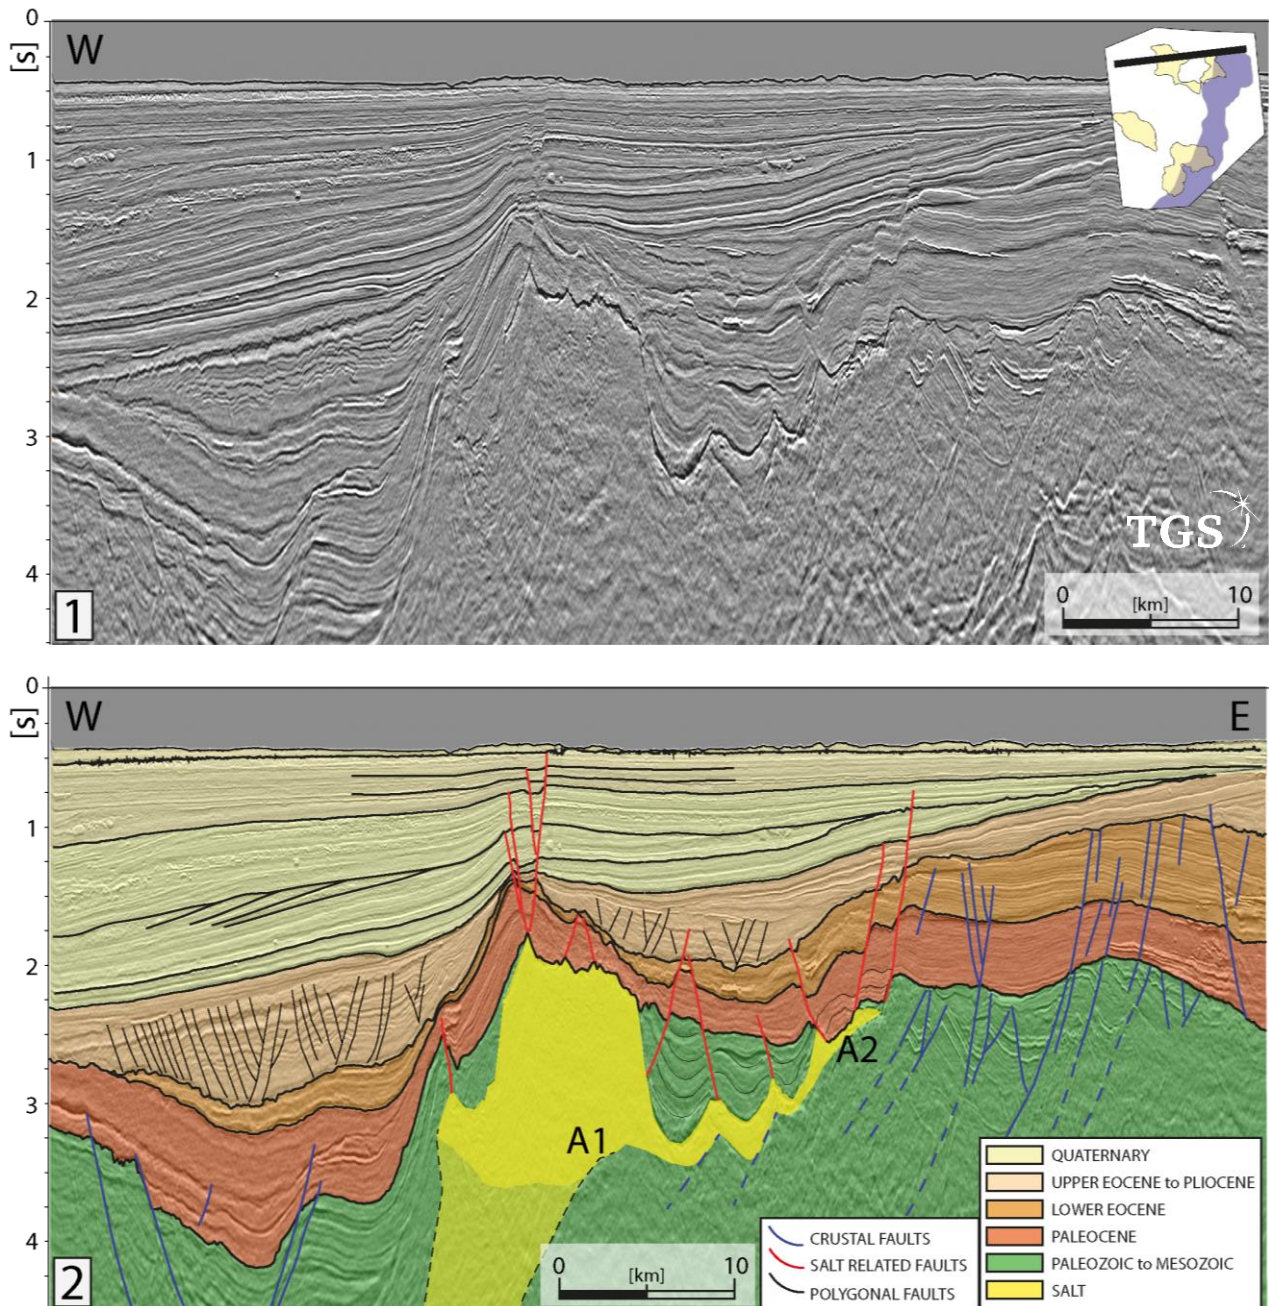 0
[s]
W
1
2
3
TGS
4
0 [km] 10
1
0
[s]
W
E
1
2
A2
3
A1
QUATERNARY
UPPER EOCENE to PLIOCENE
LOWER EOCENE
CRUSTAL FAULTS
PALEOCENE
4
0 [km] 10
SALT RELATED FAULTS
PALEOZOIC to MESOZOIC
2
POLYGONAL FAULTS
SALT